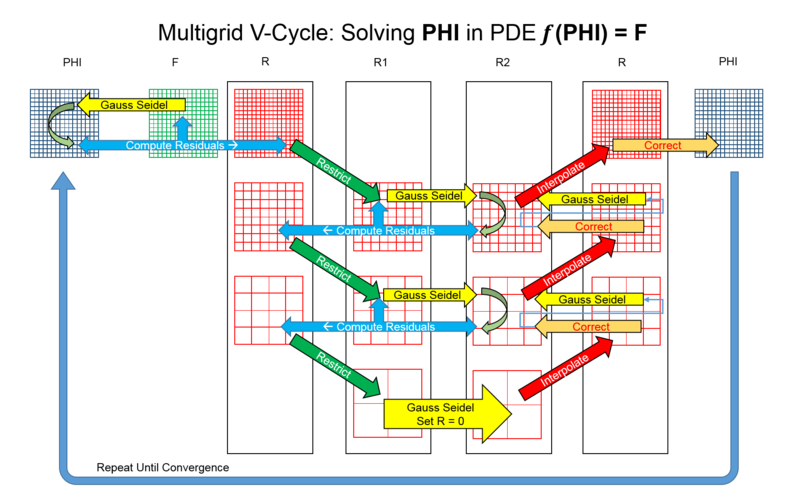 Multigrid V-Cycle: Solving PHI in PDE f(PHI) = F
PHI
F
R
R1
R2
R
PHI
Gauss Seidel
Compute Residuals →
Restrict
Interpolate
Correct
Gauss Seidel
Gauss Seidel
← Compute Residuals
Correct
Restrict
Interpolate
Gauss Seidel
Gauss Seidel
← Compute Residuals
Correct
Restrict
Interpolate
Gauss Seidel
Set R = 0
Repeat Until Convergence